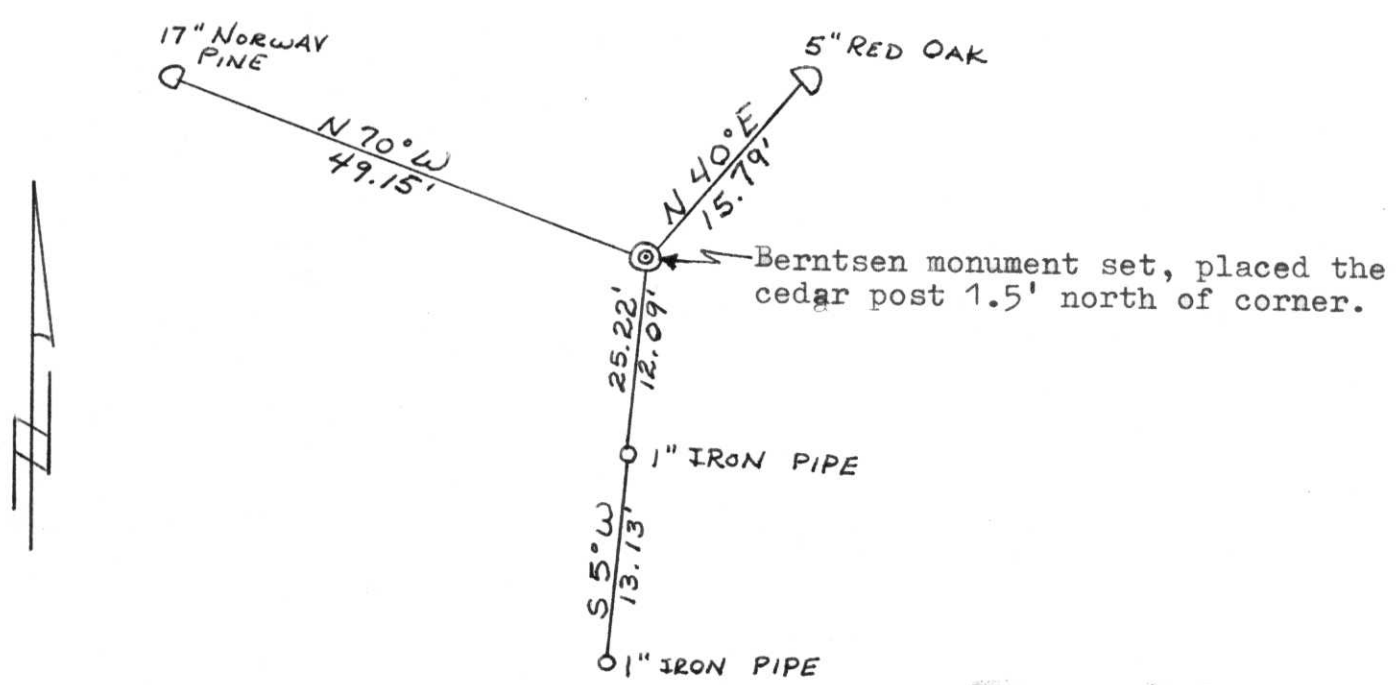 17" NORWAY
PINE
5" RED OAK
N 70° W
49.15'
N 40° E
15.79'
Berntsen monument set, placed the
cedar post 1.5' north of corner.
25.22'
12.09'
1" IRON PIPE
S 5° W
13.13'
1" IRON PIPE
N